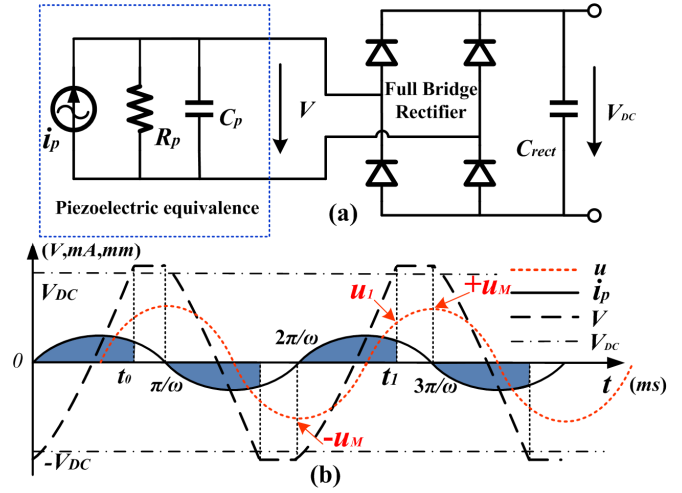 (a)
i_p
R_p
C_p
V
Full Bridge
Rectifier
C_rect
V_DC
Piezoelectric equivalence
(V,mA,mm)
V_DC
0
-V_DC
t_0
π/ω
2π/ω
u_1
+u_M
-u_M
t_1
3π/ω
t (ms)
u
i_p
V
V_DC
(b)